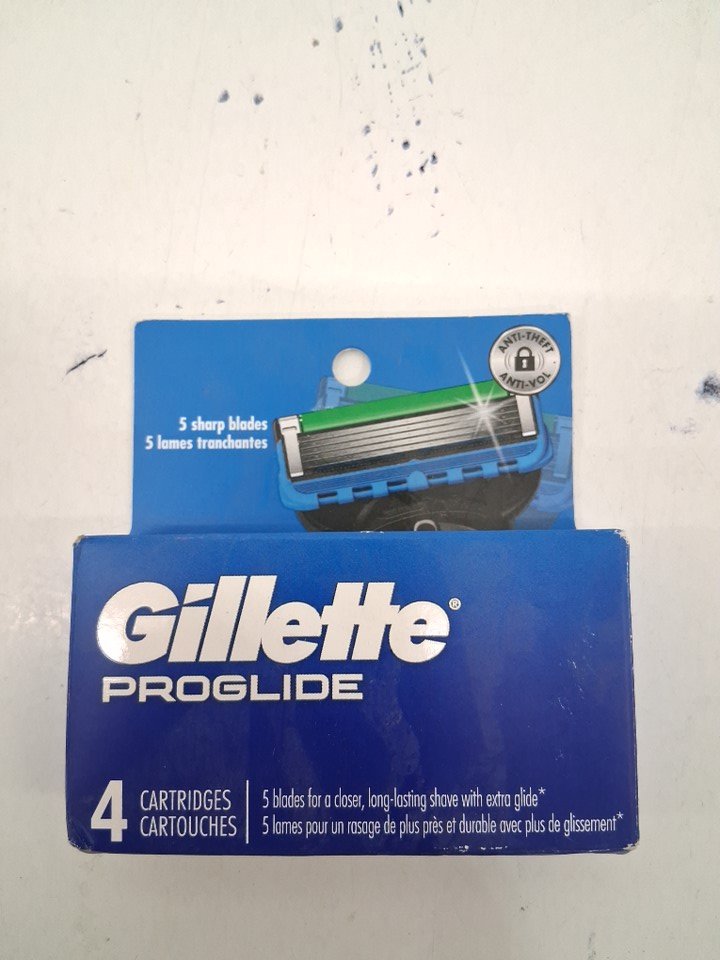 ANTI-THEFT
ANTI-VOL
5 sharp blades
5 lames tranchantes
Gillette®
PROGLIDE
4 CARTRIDGES
CARTOUCHES
5 blades for a closer, long-lasting shave with extra glide*
5 lames pour un rasage de plus près et durable avec plus de glissement*